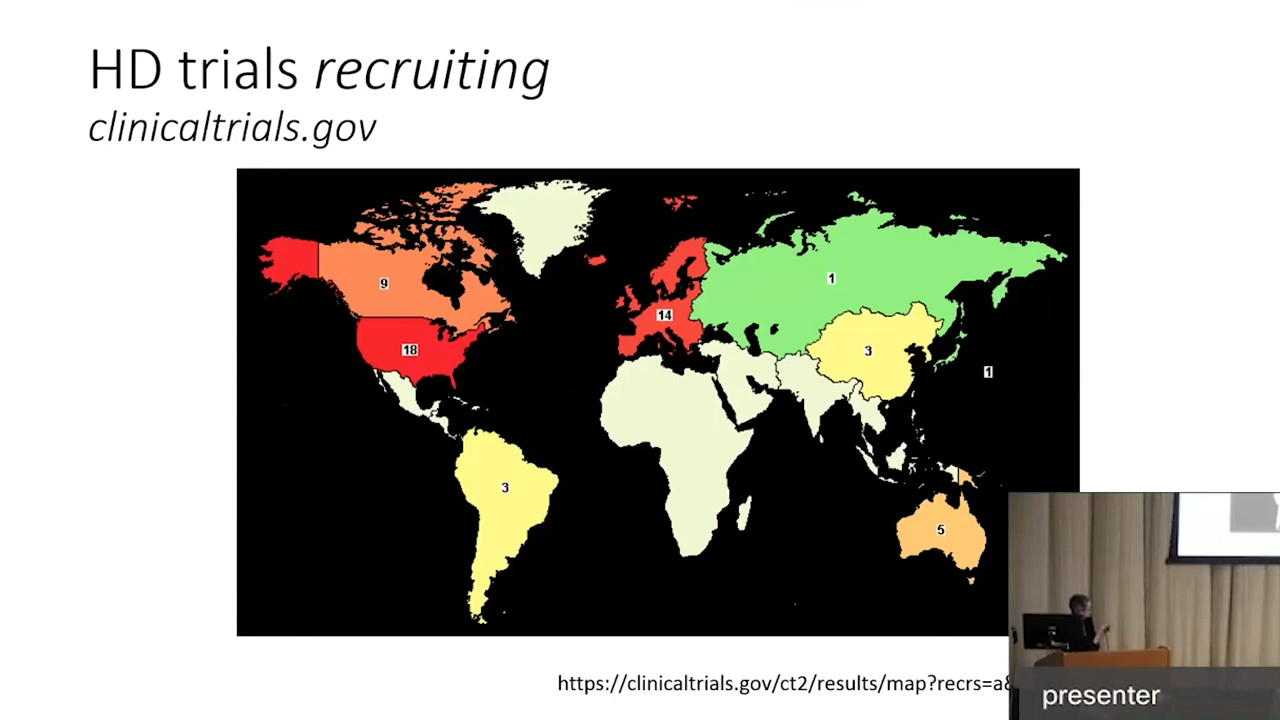 HD trials recruiting
clinicaltrials.gov
9
1
14
18
3
1
3
5
https://clinicaltrials.gov/ct2/results/map?recrs=a&
presenter